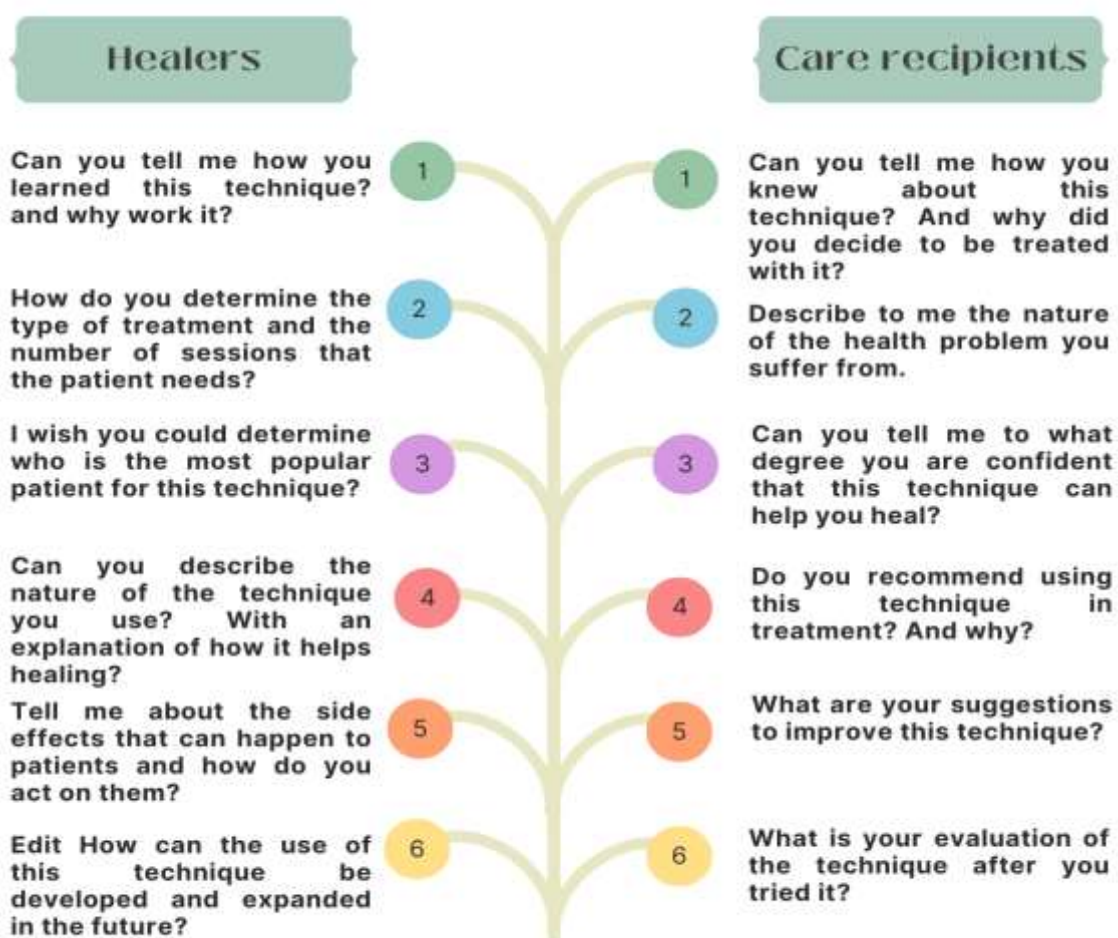 Healers
Can you tell me how you
learned this technique?
and why work it?
1
How do you determine the
type of treatment and the
number of sessions that
the patient needs?
2
I wish you could determine
who is the most popular
patient for this technique?
3
Can you describe the
nature of the technique
you use? With an
explanation of how it helps
healing?
4
Tell me about the side
effects that can happen to
patients and how do you
act on them?
5
Edit How can the use of
this technique be
developed and expanded
in the future?
6
Care recipients
1
Can you tell me how you
knew about this
technique? And why did
you decide to be treated
with it?
2
Describe to me the nature
of the health problem you
suffer from.
3
Can you tell me to what
degree you are confident
that this technique can
help you heal?
4
Do you recommend using
this technique in
treatment? And why?
5
What are your suggestions
to improve this technique?
6
What is your evaluation of
the technique after you
tried it?